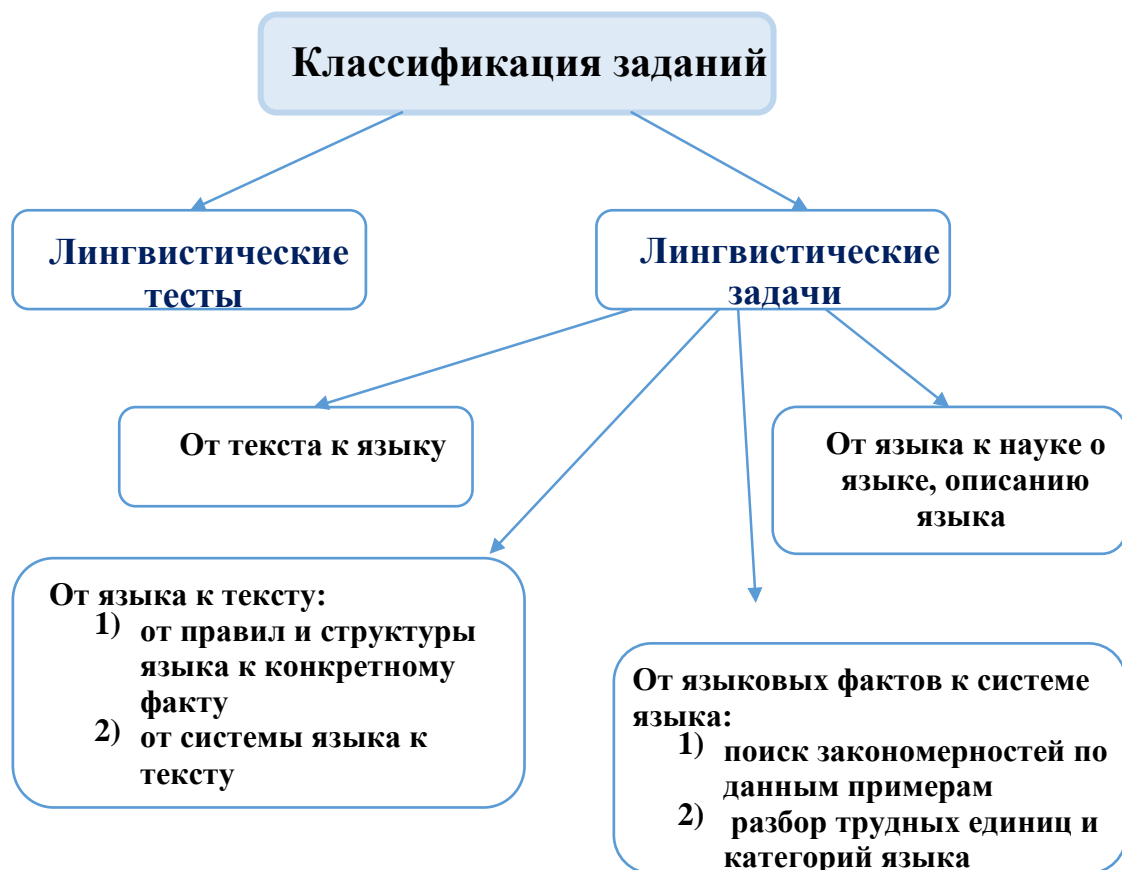 Классификация заданий
Лингвистические
тесты
Лингвистические
задачи
От текста к языку
От языка к науке о
языке, описанию
языка
От языка к тексту:
1) от правил и структуры
языка к конкретному
факту
2) от системы языка к
тексту
От языковых фактов к системе
языка:
1) поиск закономерностей по
данным примерам
2) разбор трудных единиц и
категорий языка